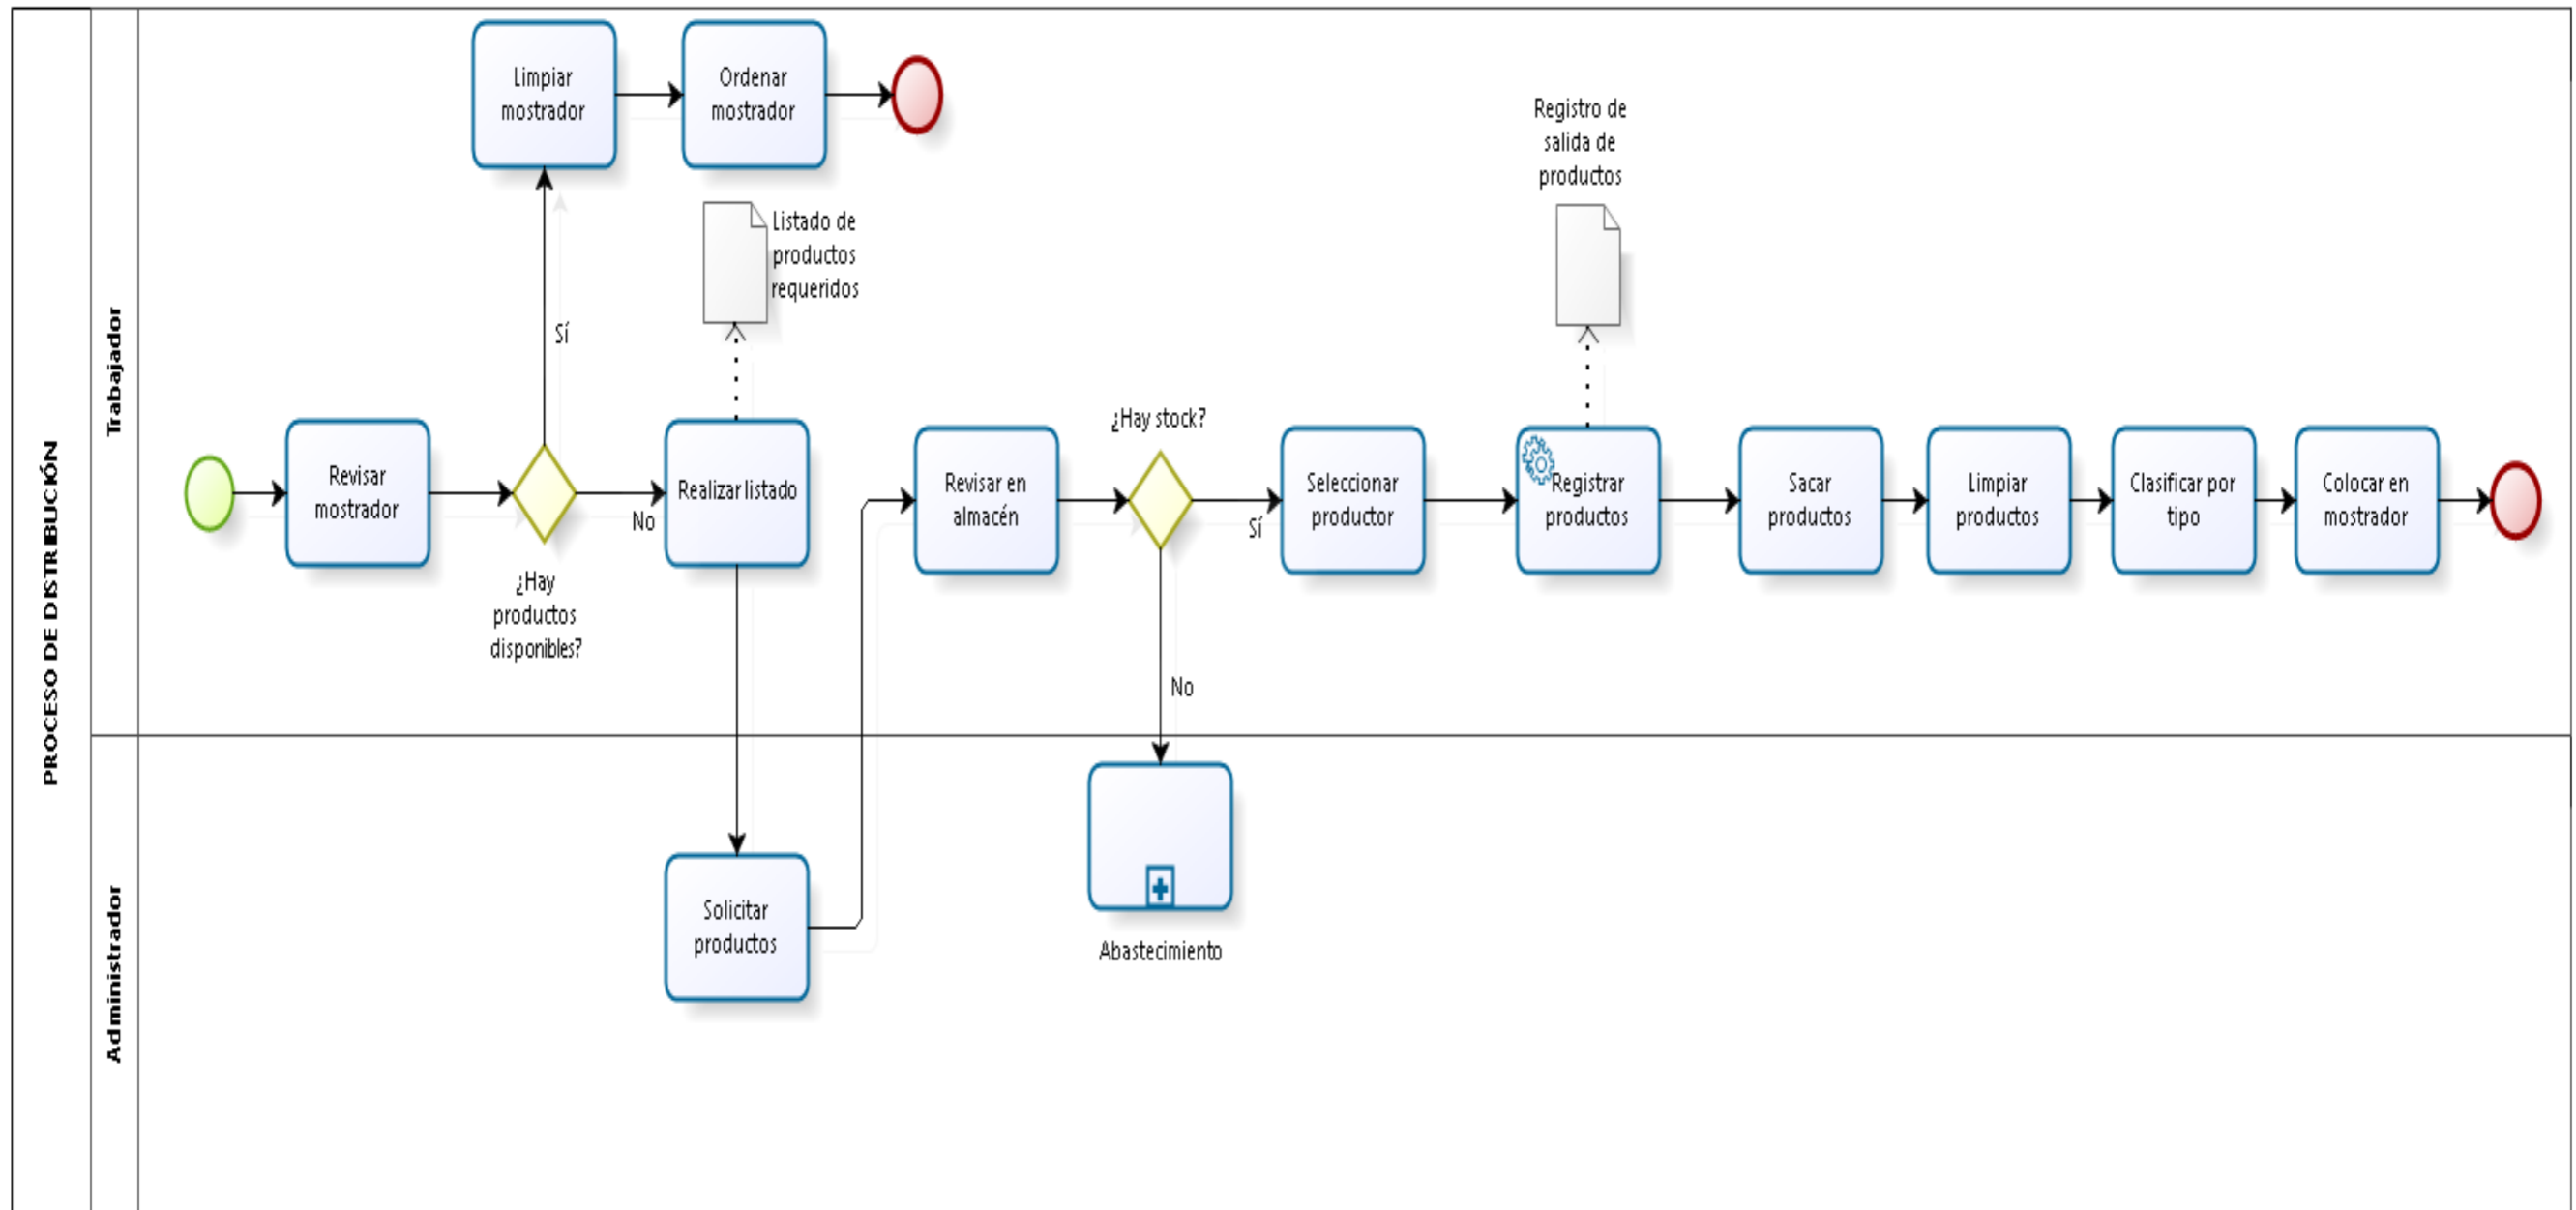 PROCESO DE DISTRIBUCIÓN
Trabajador
Limpiar
mostrador
Ordenar
mostrador
Sí
Listado de
productos
requeridos
Registro de
salida de
productos
Revisar
mostrador
¿Hay
productos
disponibles?
No
Realizar listado
Revisar en
almacén
¿Hay stock?
Sí
Seleccionar
productor
Registrar
productos
Sacar
productos
Limpiar
productos
Clasificar por
tipo
Colocar en
mostrador
No
Administrador
Solicitar
productos
Abastecimiento